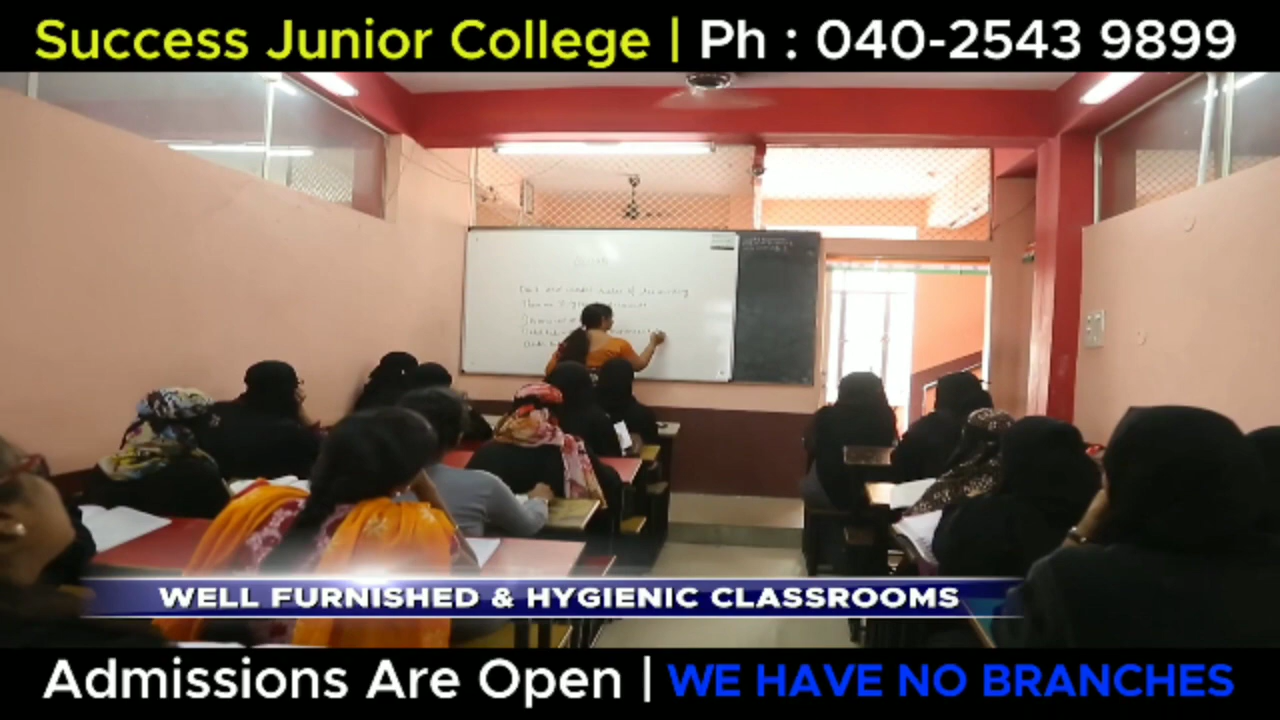 Success Junior College | Ph : 040-2543 9899
WELL FURNISHED & HYGIENIC CLASSROOMS
Admissions Are Open | WE HAVE NO BRANCHES